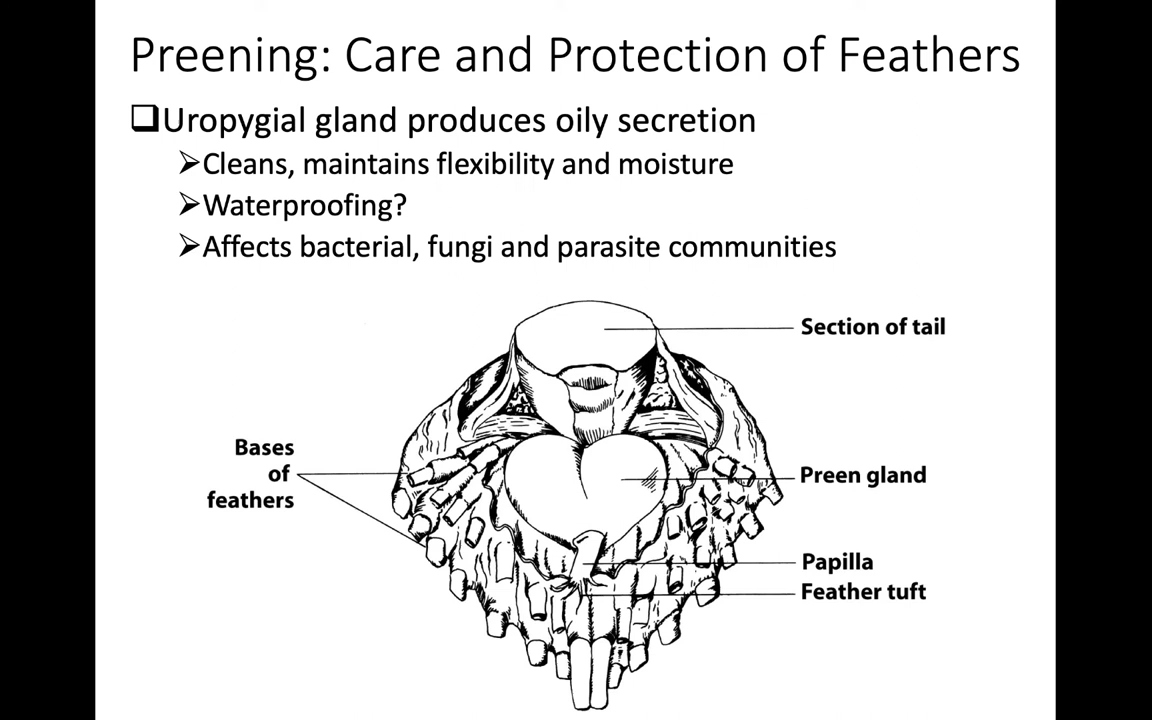 Preening: Care and Protection of Feathers
Uropygial gland produces oily secretion
Cleans, maintains flexibility and moisture
Waterproofing?
Affects bacterial, fungi and parasite communities
Section of tail
Bases
of
feathers
Preen gland
Papilla
Feather tuft